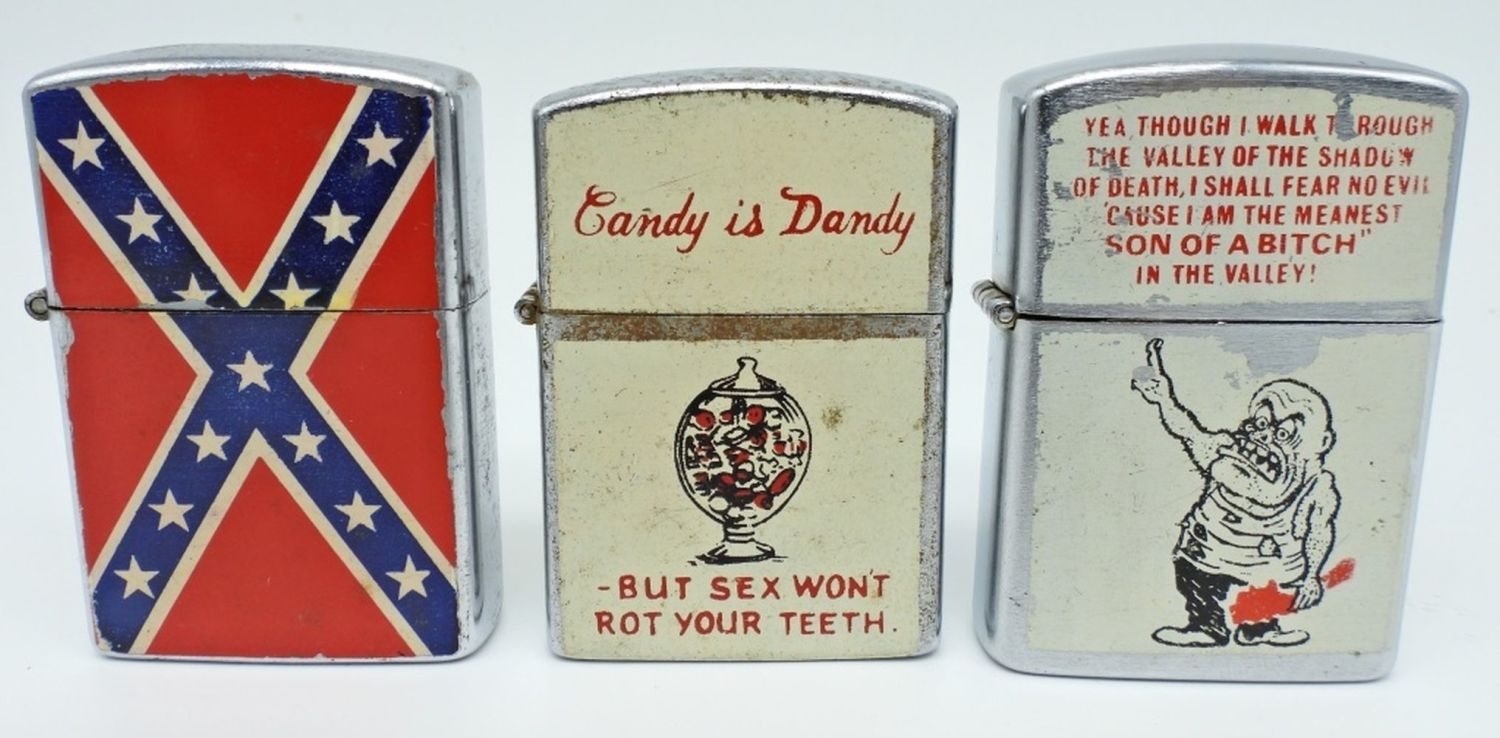 Candy is Dandy
-BUT SEX WON'T
ROT YOUR TEETH.
YEA, THOUGH I WALK THROUGH
THE VALLEY OF THE SHADOW
OF DEATH, I SHALL FEAR NO EVIL
'CAUSE I AM THE MEANEST
SON OF A BITCH"
IN THE VALLEY!